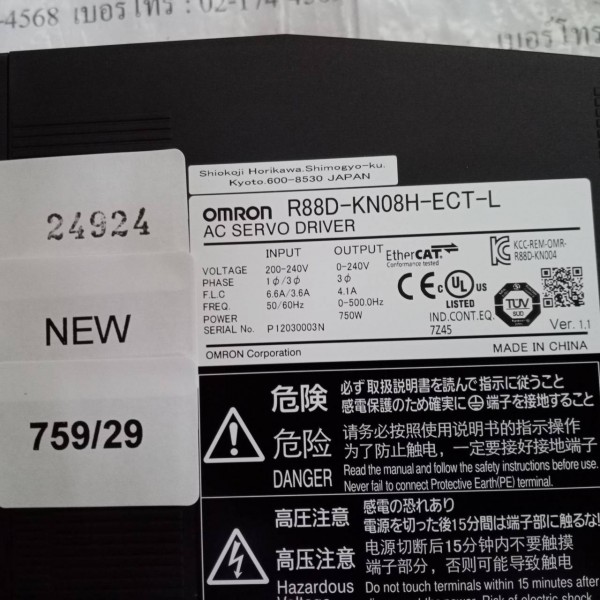 -4568 เบอร์โทร : 02-174-4565
เบอร์โทร
Shiokoji Horikawa.Shimogyo-ku.
Kyoto.600-8530 JAPAN
24924
NEW
759/29
OMRON R88D-KN08H-ECT-L
AC SERVO DRIVER
INPUT OUTPUT
VOLTAGE 200-240V 0-240V
PHASE 1ϕ/3ϕ 3ϕ
F.L.C 6.6A/3.6A 4.1A
FREQ. 50/60Hz 0-500.0Hz
POWER 750W
SERIAL No. P12030003N
EtherCAT
Conformance tested
CE
c UL US
LISTED
IND.CONT.EQ.
7Z45
KCC-REM-OMR-
R88D-KN004
TUV
SUD
Ver. 1.1
OMRON Corporation
MADE IN CHINA
危険 必ず取扱説明書を読んで指示に従うこと
感電保護のため確実に端子を接地すること
危险 请务必按照使用说明书的指示操作
为了防止触电，一定要接好接地端子
DANGER Read the manual and follow the safety instructions before use.
Never fail to connect Protective Earth(PE) terminal.
高圧注意 感電の恐れあり
電源を切った後15分間は端子部に触るな!
高压注意 电源切断后15分钟内不要触摸
端子部分，否则可能导致触电
Hazardous Do not touch terminals within 15 minutes after
Voltage Risk of electric shock